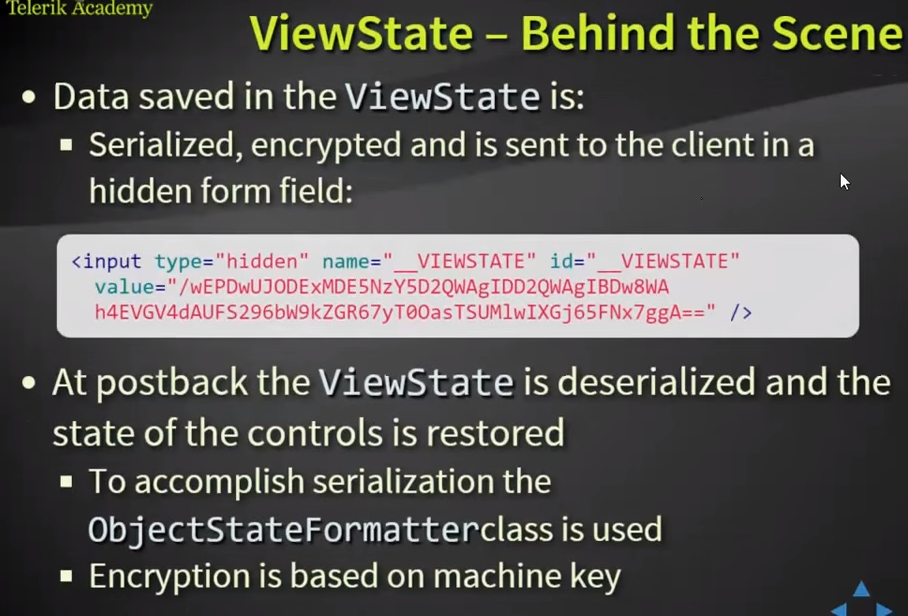 Telerik Academy
ViewState – Behind the Scene
• Data saved in the ViewState is:
▪ Serialized, encrypted and is sent to the client in a
hidden form field:
<input type="hidden" name="__VIEWSTATE" id="__VIEWSTATE"
value="/wEPDwUJODExMDE5NzY5D2QWAgIDD2QWAgIBDw8WA
h4EVGV4dAUFS296bW9kZGR67yT0OasTSUMlwIXGj65FNx7ggA==" />
• At postback the ViewState is deserialized and the
state of the controls is restored
▪ To accomplish serialization the
ObjectStateFormatterclass is used
▪ Encryption is based on machine key